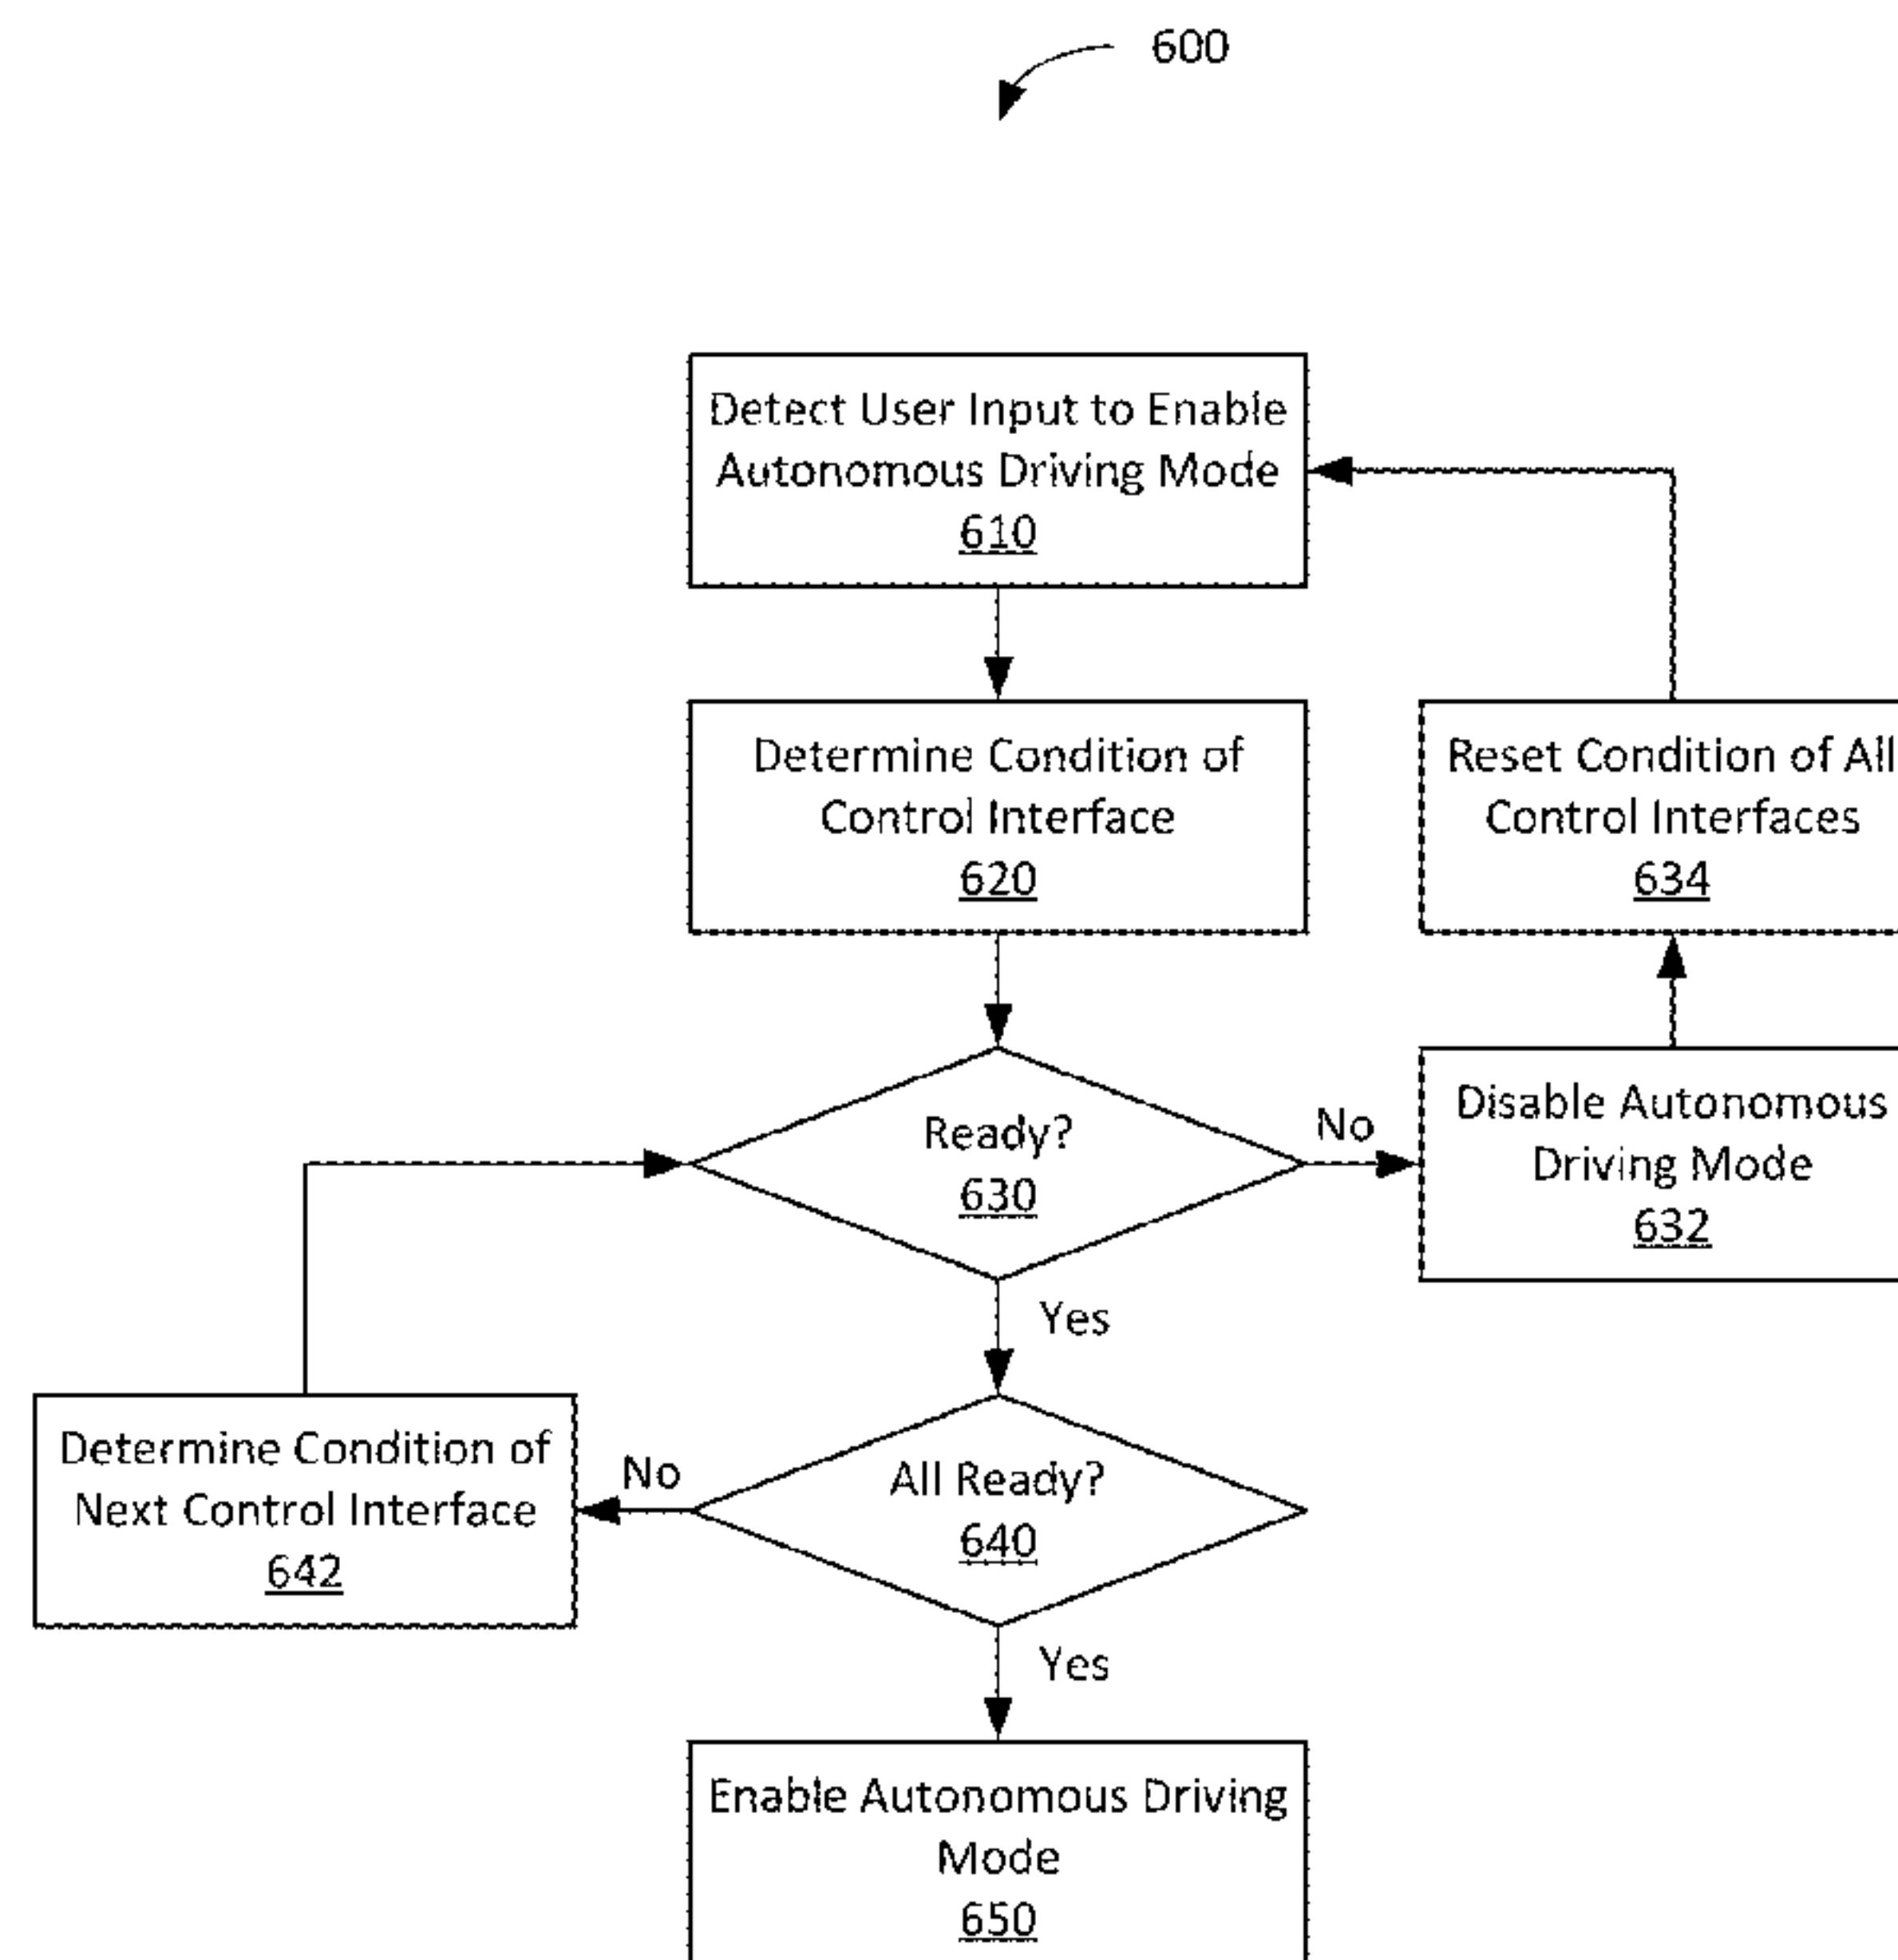 600
Detect User Input to Enable
Autonomous Driving Mode
610
Determine Condition of
Control Interface
620
Reset Condition of All
Control Interfaces
634
Ready?
630
No
Disable Autonomous
Driving Mode
632
Yes
Determine Condition of
Next Control Interface
642
No
All Ready?
640
Yes
Enable Autonomous Driving
Mode
650